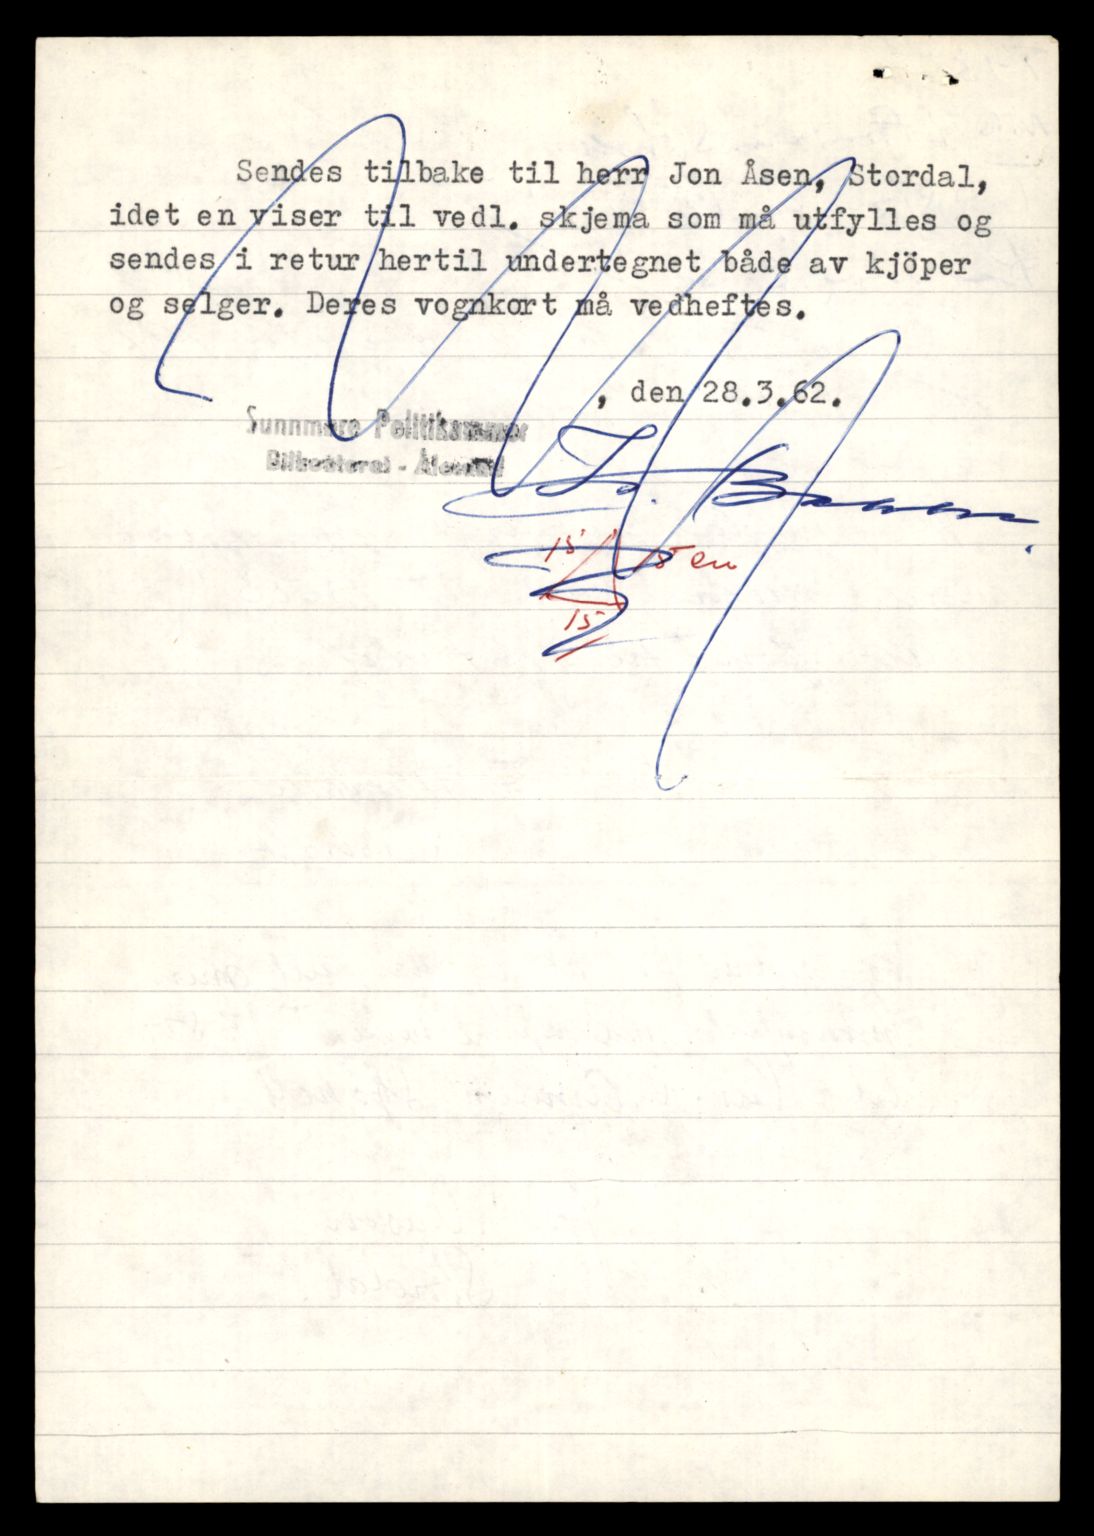 Sendes tilbake til herr Jon Åsen, Stordal,
idet en viser til vedl. skjema som må utfylles og
sendes i retur hertil undertegnet både av kjöper
og selger. Deres vognkort må vedheftes.
, den 28.3.62.
Sunnmøre Politikammer
Bilkontoret - Ålesund
15
15